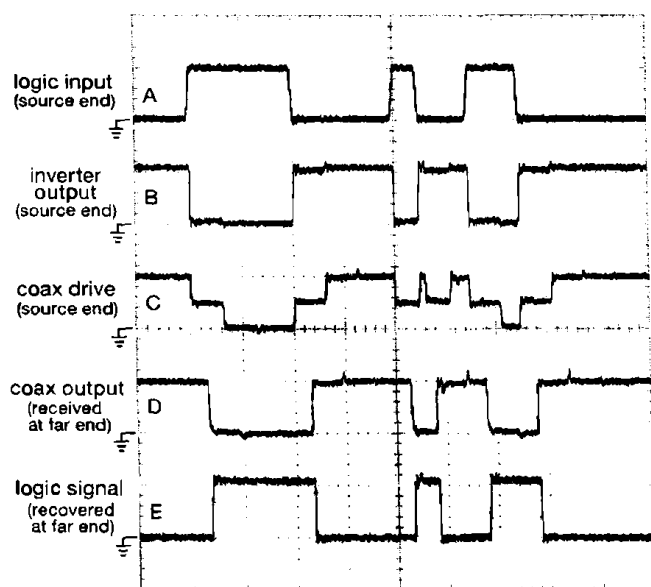 logic input
(source end)
A
inverter
output
(source end)
B
coax drive
(source end)
C
coax output
(received
at far end)
D
logic signal
(recovered
at far end)
E